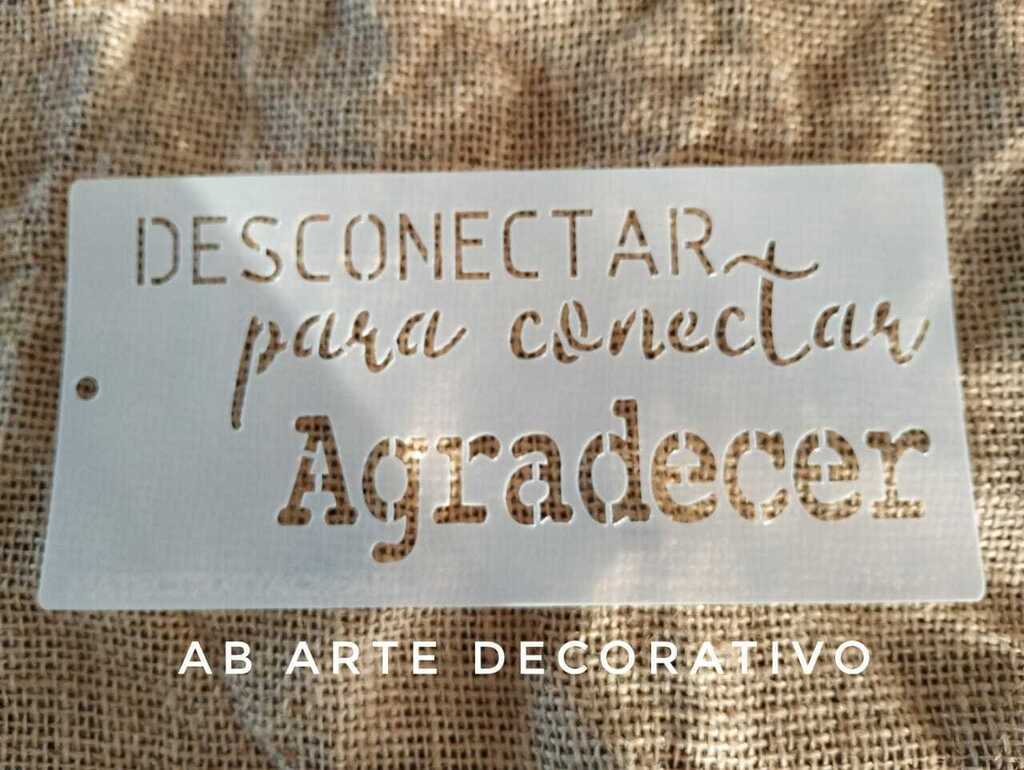 DESCONECTAR
para conectar
Agradecer
AB ARTE DECORATIVO